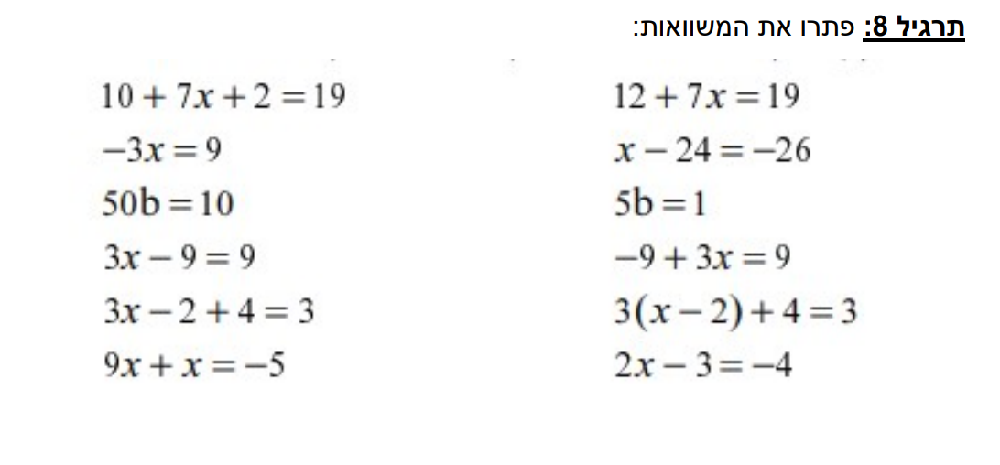 תרגיל 8: פתרו את המשוואות:
12 + 7x = 19
x – 24 = –26
5b = 1
–9 + 3x = 9
3(x – 2) + 4 = 3
2x – 3 = –4
10 + 7x + 2 = 19
–3x = 9
50b = 10
3x – 9 = 9
3x – 2 + 4 = 3
9x + x = –5